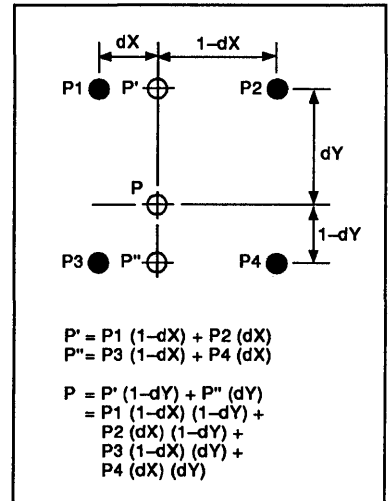 dX 1–dX
P1 P' P2
dY
P
1–dY
P3 P" P4
P' = P1 (1–dX) + P2 (dX)
P" = P3 (1–dX) + P4 (dX)
P = P' (1–dY) + P" (dY)
= P1 (1–dX) (1–dY) +
P2 (dX) (1–dY) +
P3 (1–dX) (dY) +
P4 (dX) (dY)